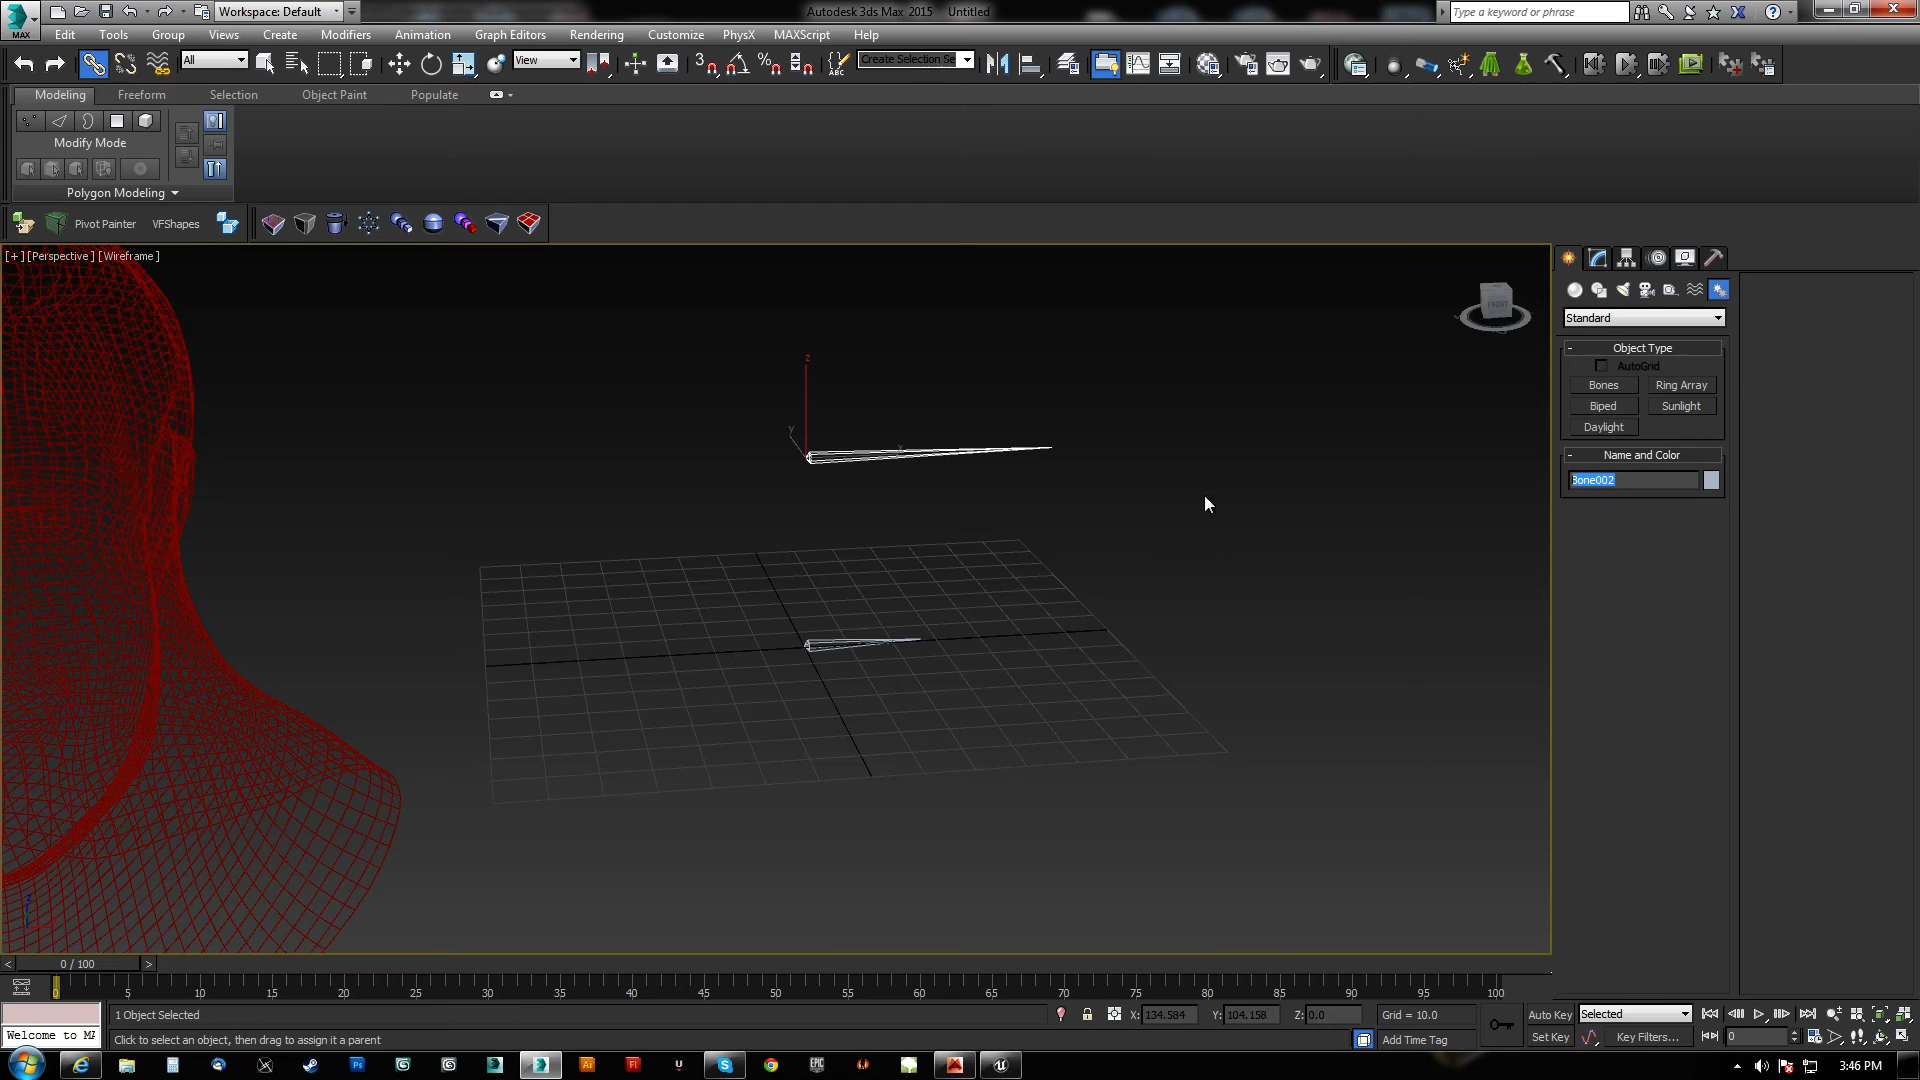 Workspace: Default
Autodesk 3ds Max 2015 Untitled
Type a keyword or phrase
MAX
Edit Tools Group Views Create Modifiers Animation Graph Editors Rendering Customize PhysX MAXScript Help
All
View
3
ABC
Create Selection Se
Modeling Freeform Selection Object Paint Populate
Modify Mode
Polygon Modeling
Pivot Painter VFShapes
[+] [Perspective ] [Wireframe ]
FRONT
Standard
- Object Type
AutoGrid
Bones Ring Array
Biped Sunlight
Daylight
- Name and Color
Bone002
z
y
x
z
< 0 / 100 >
0 5 10 15 20 25 30 35 40 45 50 55 60 65 70 75 80 85 90 95 100
1 Object Selected
X: 134.584 Y: 104.158 Z: 0.0 Grid = 10.0
Auto Key Selected
Welcome to MA
Click to select an object, then drag to assign it a parent
Add Time Tag
Set Key Key Filters... 0
3:46 PM